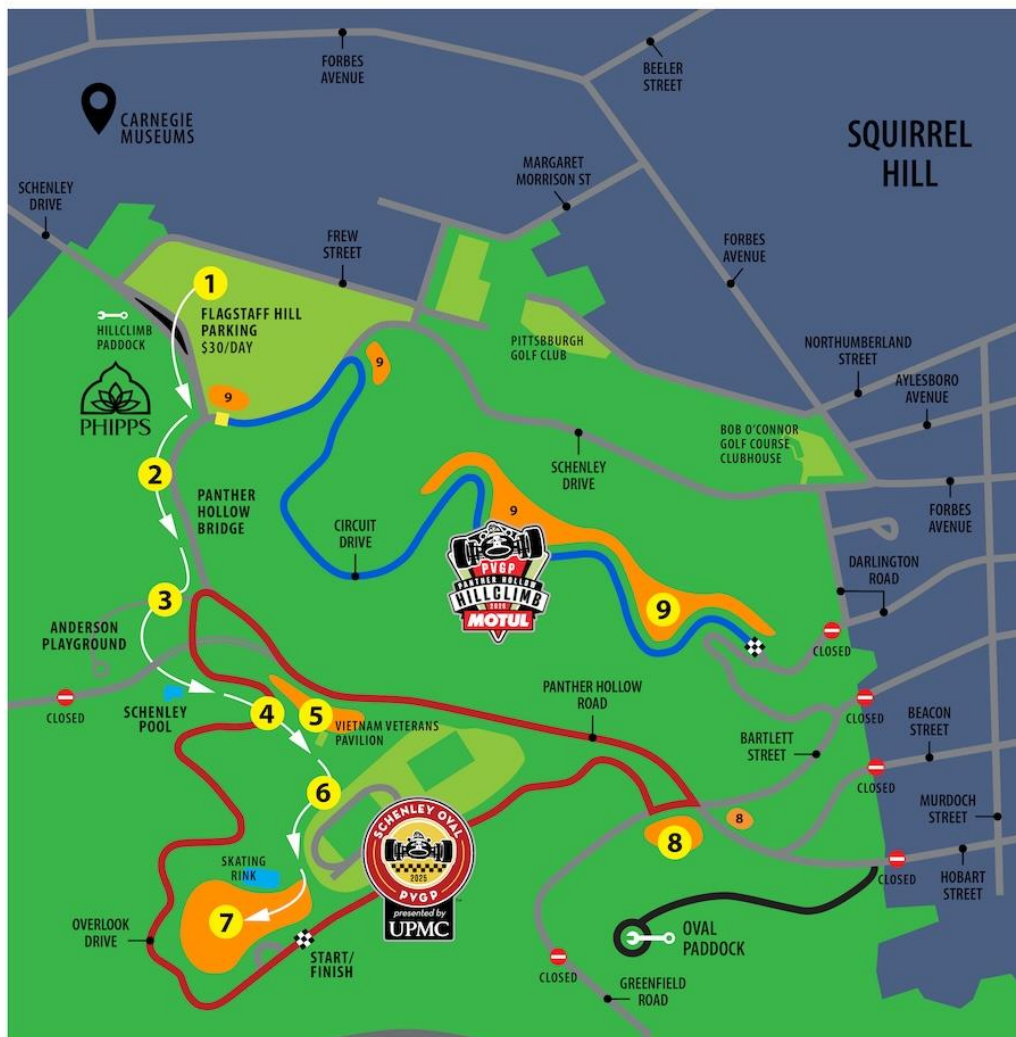 FORBES
AVENUE
BEELER
STREET
CARNEGIE
MUSEUMS
SQUIRREL
HILL
MARGARET
MORRISON ST
SCHENLEY
DRIVE
FREW
STREET
FORBES
AVENUE
1
FLAGSTAFF HILL
PARKING
$30/DAY
HILLCLIMB
PADDOCK
PITTSBBURGH
GOLF CLUB
NORTHUMBERLAND
STREET
AYLESBORO
AVENUE
PHIPPS
9
9
BOB O'CONNOR
GOLF COURSE
CLUBHOUSE
2
SCHENLEY
DRIVE
PANTHER
HOLLOW
BRIDGE
FORBES
AVENUE
9
CIRCUIT
DRIVE
PVGP
PANTHER HOLLOW
HILLCLIMB
2025
MOTUL
DARLINGTON
ROAD
3
9
ANDERSON
PLAYGROUND
CLOSED
CLOSED
SCHENLEY
POOL
4
5
VIETNAM VETERANS
PAVILION
PANTHER HOLLOW
ROAD
CLOSED
BEACON
STREET
BARTLETT
STREET
CLOSED
6
MURDOCH
STREET
8
8
SCHENLEY OVAL
2025
PVGP
presented by
UPMC
SKATING
RINK
CLOSED
HOBART
STREET
7
OVERLOOK
DRIVE
START/
FINISH
OVAL
PADDOCK
CLOSED
GREENFIELD
ROAD